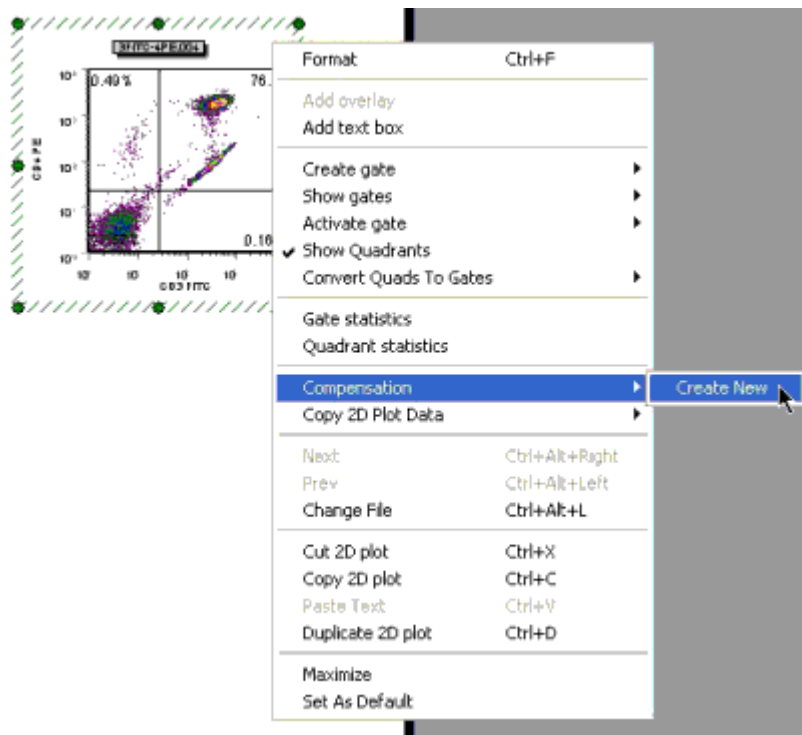 Format Ctrl+F
0.49% 76.
Add overlay
Add text box
Create gate
Show gates
Activate gate
0.16 Show Quadrants
Convert Quads To Gates
CD3 FITC
Gate statistics
Quadrant statistics
Compensation Create New
Copy 2D Plot Data
Next Ctrl+Alt+Right
Prev Ctrl+Alt+Left
Change File Ctrl+Alt+L
Cut 2D plot Ctrl+X
Copy 2D plot Ctrl+C
Paste Text Ctrl+V
Duplicate 2D plot Ctrl+D
Maximize
Set As Default